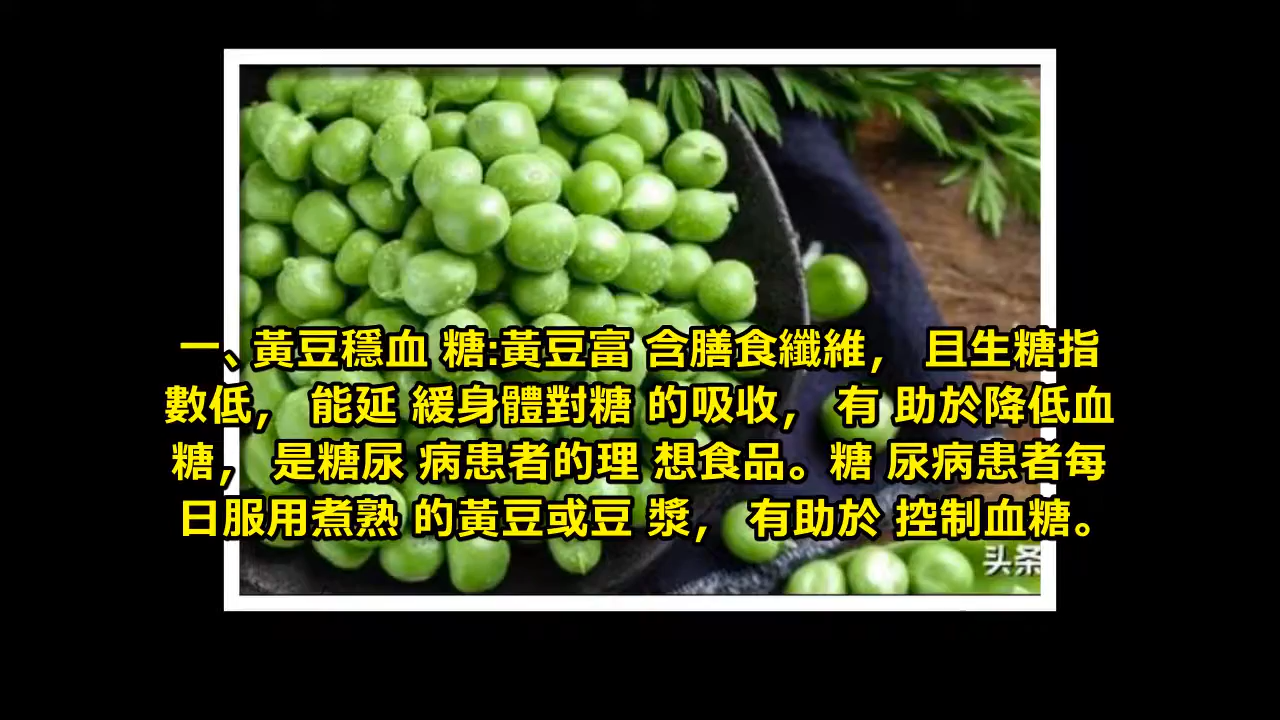 一、黃豆穩血 糖:黃豆富 含膳食纖維， 且生糖指
數低， 能延 緩身體對糖 的吸收， 有 助於降低血
糖， 是糖尿 病患者的理 想食品。糖 尿病患者每
日服用煮熟 的黃豆或豆 漿， 有助於 控制血糖。
头条